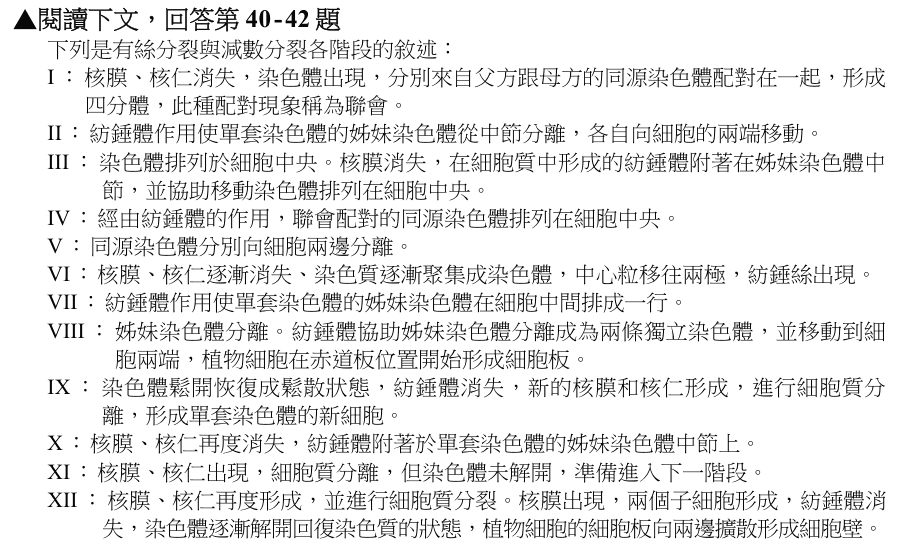 ▲閱讀下文，回答第 40-42 題
下列是有絲分裂與減數分裂各階段的敘述：
I：核膜、核仁消失，染色體出現，分別來自父方跟母方的同源染色體配對在一起，形成
四分體，此種配對現象稱為聯會。
II：紡錘體作用使單套染色體的姊妹染色體從中節分離，各自向細胞的兩端移動。
III：染色體排列於細胞中央。核膜消失，在細胞質中形成的紡錘體附著在姊妹染色體中
節，並協助移動染色體排列在細胞中央。
IV：經由紡錘體的作用，聯會配對的同源染色體排列在細胞中央。
V：同源染色體分別向細胞兩邊分離。
VI：核膜、核仁逐漸消失、染色質逐漸聚集成染色體，中心粒移往兩極，紡錘絲出現。
VII：紡錘體作用使單套染色體的姊妹染色體在細胞中間排成一行。
VIII：姊妹染色體分離。紡錘體協助姊妹染色體分離成為兩條獨立染色體，並移動到細
胞兩端，植物細胞在赤道板位置開始形成細胞板。
IX：染色體鬆開恢復成鬆散狀態，紡錘體消失，新的核膜和核仁形成，進行細胞質分
離，形成單套染色體的新細胞。
X：核膜、核仁再度消失，紡錘體附著於單套染色體的姊妹染色體中節上。
XI：核膜、核仁出現，細胞質分離，但染色體未解開，準備進入下一階段。
XII：核膜、核仁再度形成，並進行細胞質分裂。核膜出現，兩個子細胞形成，紡錘體消
失，染色體逐漸解開回復染色質的狀態，植物細胞的細胞板向兩邊擴散形成細胞壁。